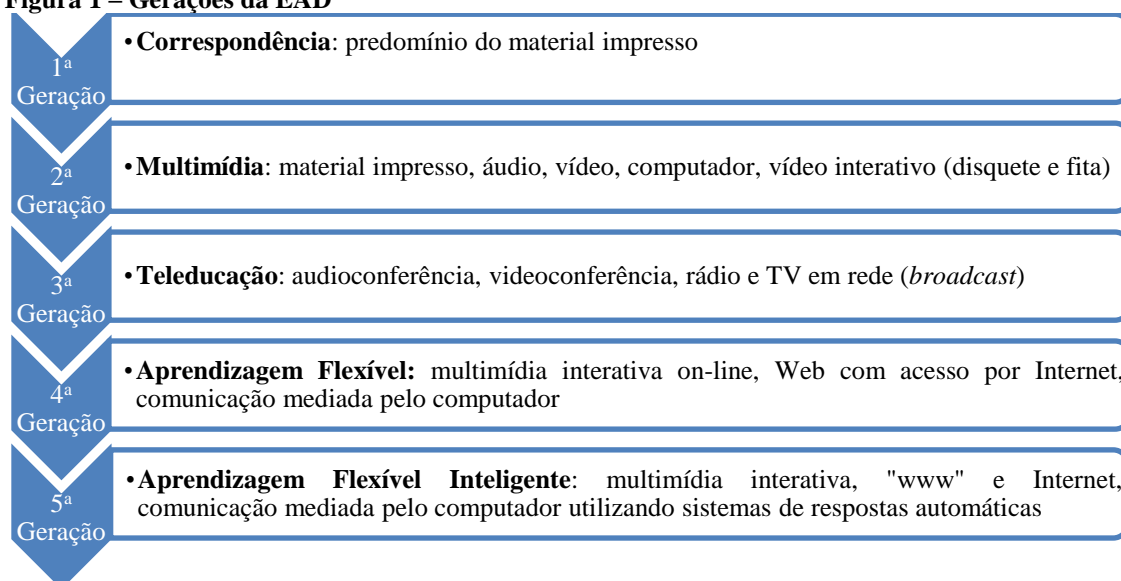 Figura 1 – Gerações da EAD
1ª
Geração
•Correspondência: predomínio do material impresso
2ª
Geração
•Multimídia: material impresso, áudio, vídeo, computador, vídeo interativo (disquete e fita)
3ª
Geração
•Teleducação: audioconferência, videoconferência, rádio e TV em rede (broadcast)
4ª
Geração
•Aprendizagem Flexível: multimídia interativa on-line, Web com acesso por Internet,
comunicação mediada pelo computador
5ª
Geração
•Aprendizagem Flexível Inteligente: multimídia interativa, "www" e Internet,
comunicação mediada pelo computador utilizando sistemas de respostas automáticas